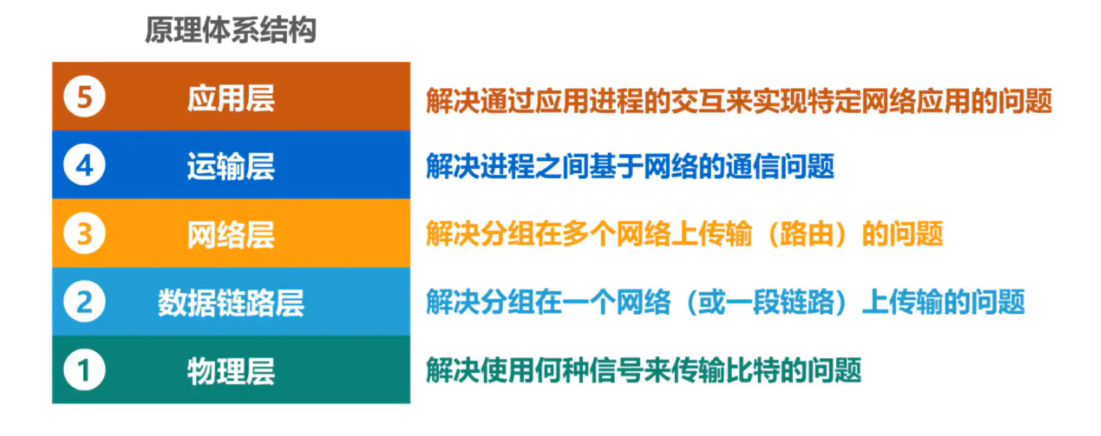 原理体系结构
5 应用层 解决通过应用进程的交互来实现特定网络应用的问题
4 运输层 解决进程之间基于网络的通信问题
3 网络层 解决分组在多个网络上传输（路由）的问题
2 数据链路层 解决分组在一个网络（或一段链路）上传输的问题
1 物理层 解决使用何种信号来传输比特的问题